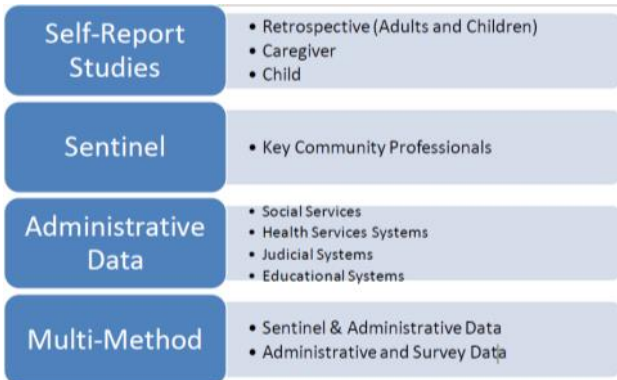 Self-Report
Studies
• Retrospective (Adults and Children)
• Caregiver
• Child
Sentinel
• Key Community Professionals
Administrative
Data
• Social Services
• Health Services Systems
• Judicial Systems
• Educational Systems
Multi-Method
• Sentinel & Administrative Data
• Administrative and Survey Data